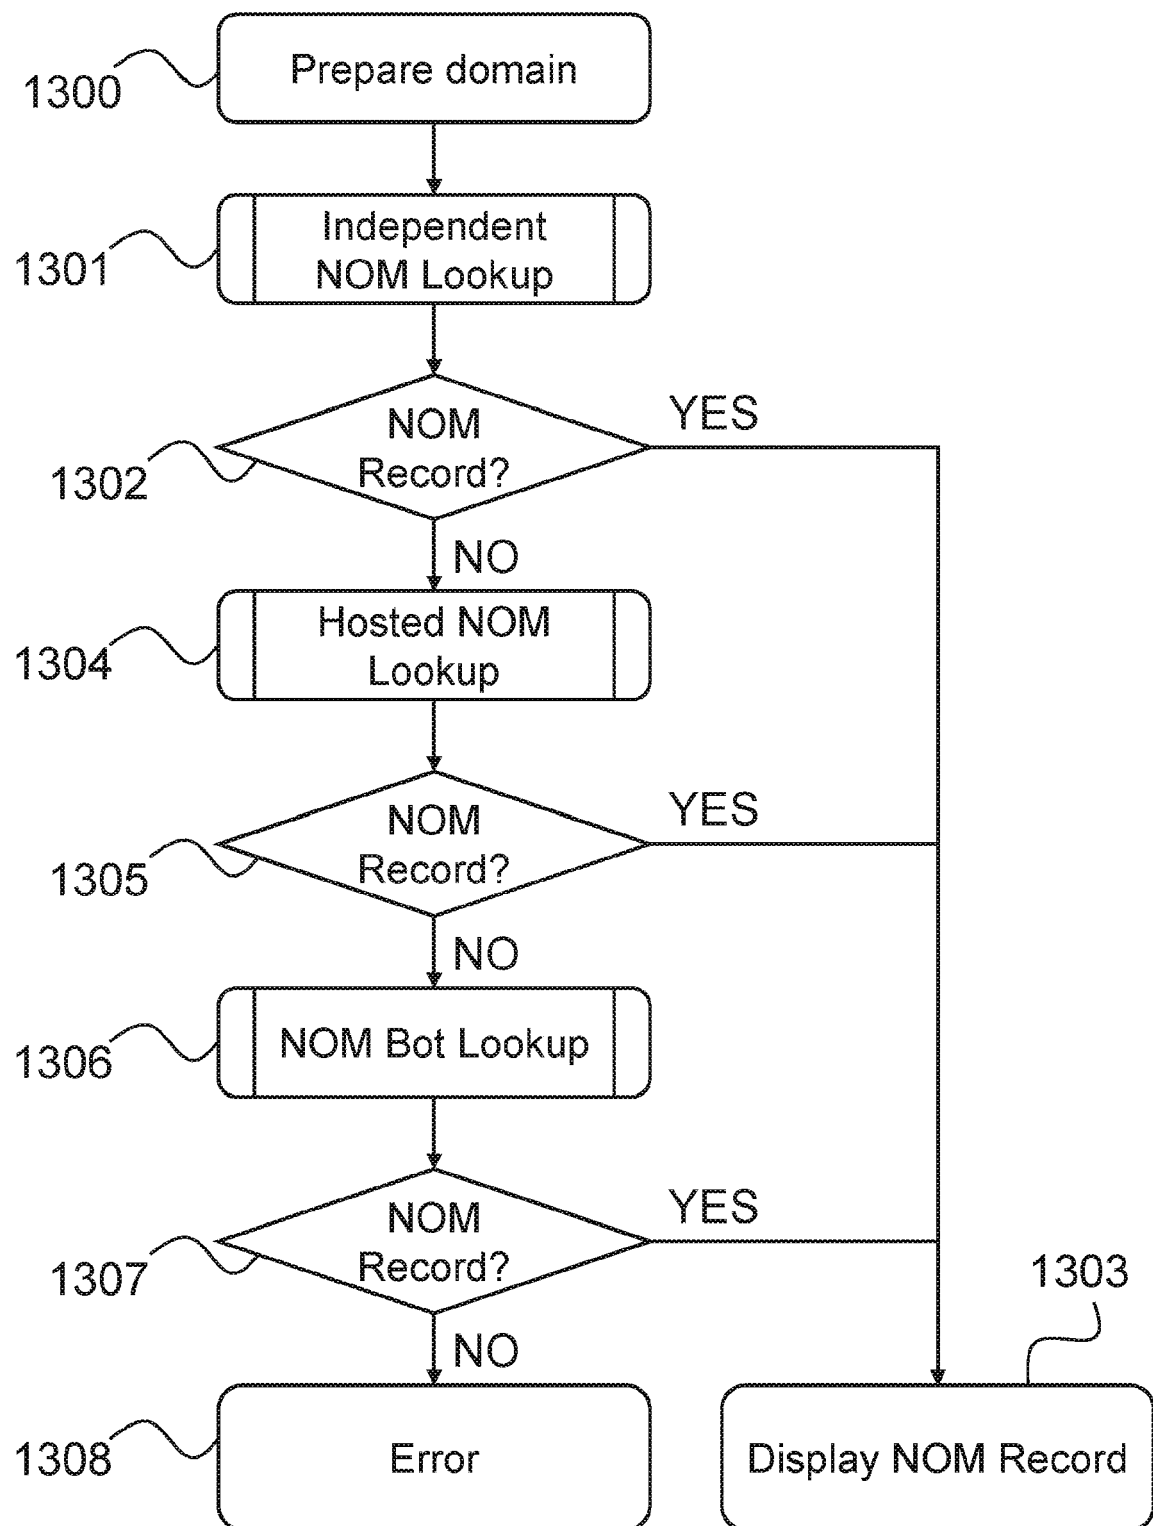 Prepare domain
1300
Independent
NOM Lookup
1301
NOM
Record?
YES
1302
NO
Hosted NOM
Lookup
1304
NOM
Record?
YES
1305
NO
NOM Bot Lookup
1306
NOM
Record?
YES
1307
1303
NO
Error
1308
Display NOM Record